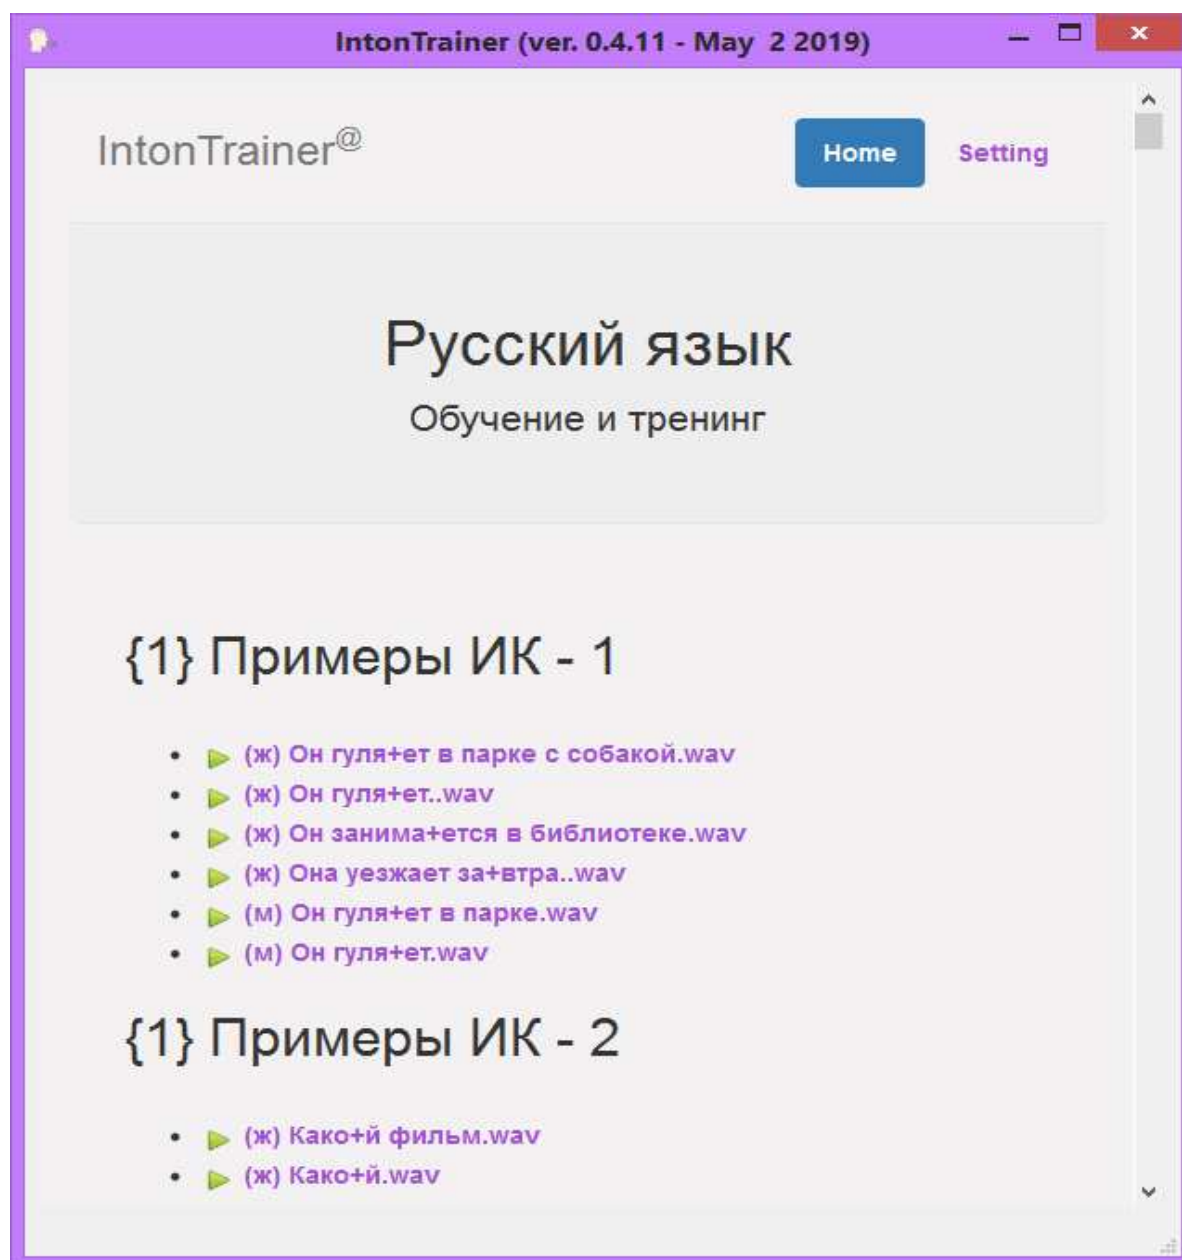 IntonTrainer (ver. 0.4.11 - May 2 2019)
IntonTrainer@
Home Setting
Русский язык
Обучение и тренинг
{1} Примеры ИК - 1
(ж) Он гуля+ет в парке с собакой.wav
(ж) Он гуля+ет..wav
(ж) Он занима+ется в библиотеке.wav
(ж) Она уезжает за+втра..wav
(м) Он гуля+ет в парке.wav
(м) Он гуля+ет.wav
{1} Примеры ИК - 2
(ж) Како+й фильм.wav
(ж) Како+й.wav